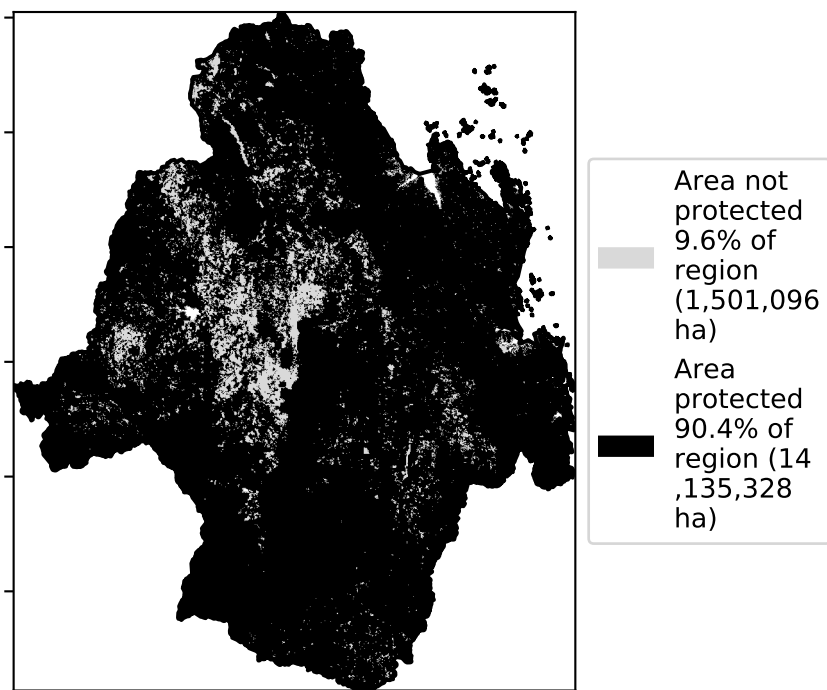 Area not
protected
9.6% of
region
(1,501,096
ha)
Area
protected
90.4% of
region (14
,135,328
ha)